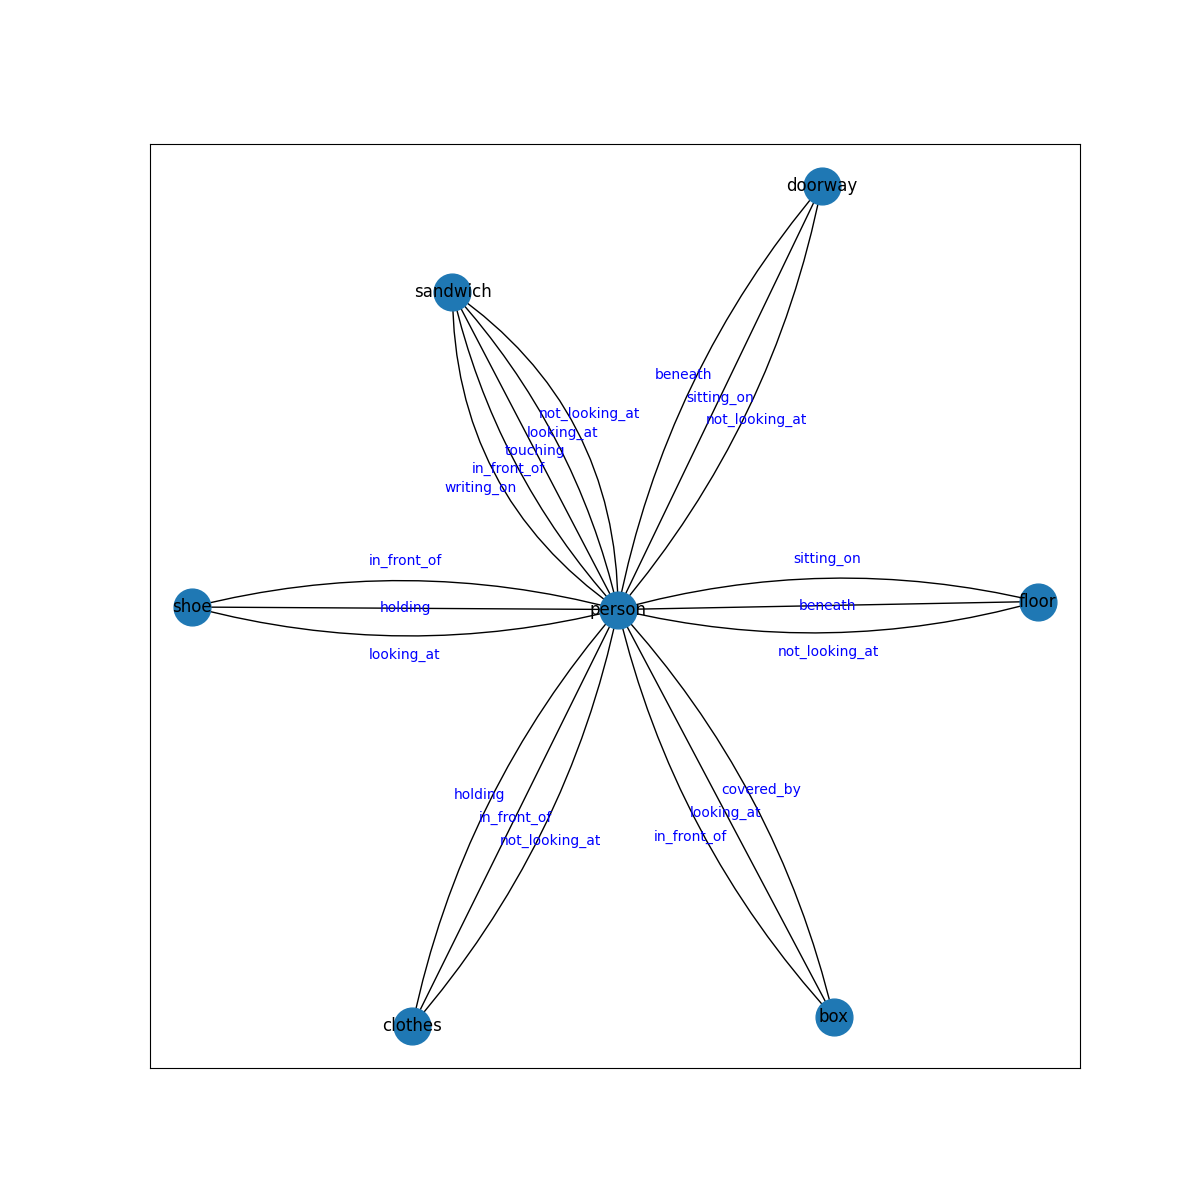 doorway
sandwich
beneath
sitting_on
not_looking_at
not_looking_at
looking_at
touching
in_front_of
writing_on
in_front_of
holding
looking_at
shoe
person
sitting_on
beneath
not_looking_at
floor
holding
in_front_of
not_looking_at
covered_by
looking_at
in_front_of
clothes
box